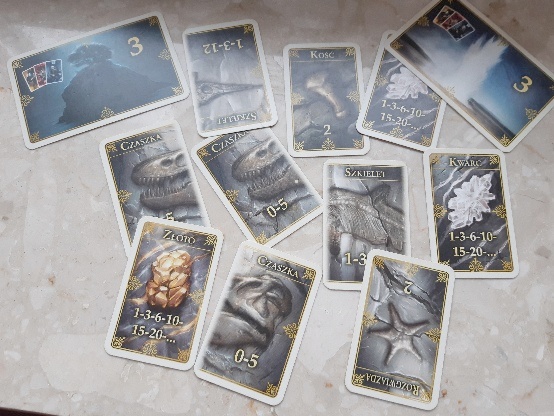 3
1-3-12
SZKIELET
KOŚĆ
2
1-3-6-10-
15-20-...
3
CZASZKA
0-5
CZASZKA
0-5
SZKIELET
1-3
KWARC
1-3-6-10-
15-20-...
ZŁOTO
1-3-6-10-
15-20-...
CZASZKA
0-5
2
ROZGWIAZDA